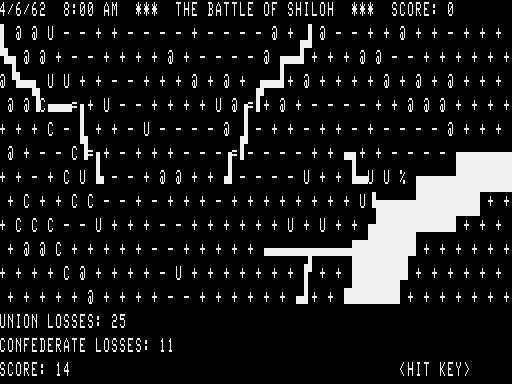 4/6/62 8:00 AM *** THE BATTLE OF SHILOH *** SCORE: 0
UNION LOSSES: 25
CONFEDERATE LOSSES: 11
SCORE: 14 <HIT KEY>